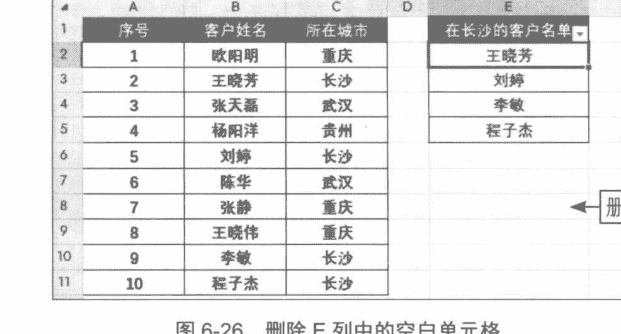 A B C D E
1 序号 客户姓名 所在城市 在长沙的客户名单
2 1 欧阳明 重庆 王晓芳
3 2 王晓芳 长沙 刘婷
4 3 张天磊 武汉 李敏
5 4 杨阳洋 贵州 程子杰
6 5 刘婷 长沙
7 6 陈华 武汉
8 7 张静 重庆
9 8 王晓伟 重庆
10 9 李敏 长沙
11 10 程子杰 长沙
图 6-26 删除 E 列中的空白单元格